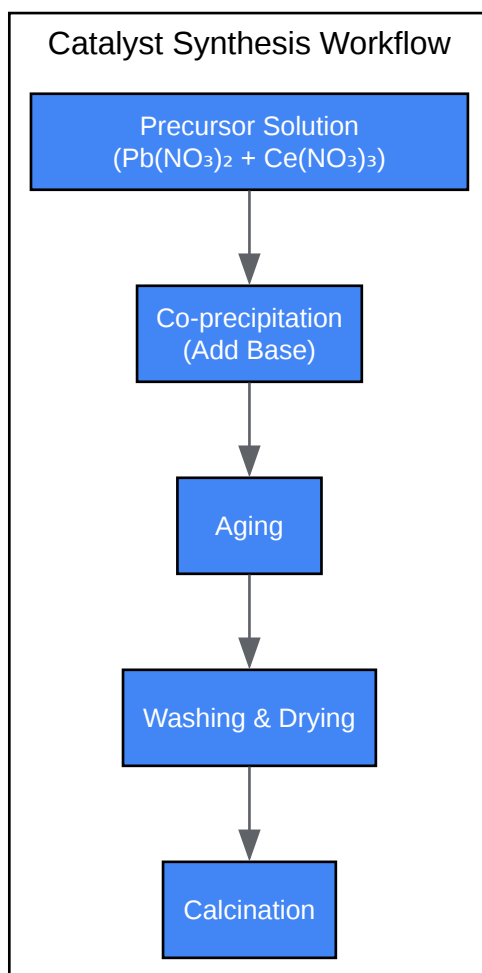 Catalyst Synthesis Workflow
Precursor Solution
(Pb(NO₃)₂ + Ce(NO₃)₃)
Co-precipitation
(Add Base)
Aging
Washing & Drying
Calcination